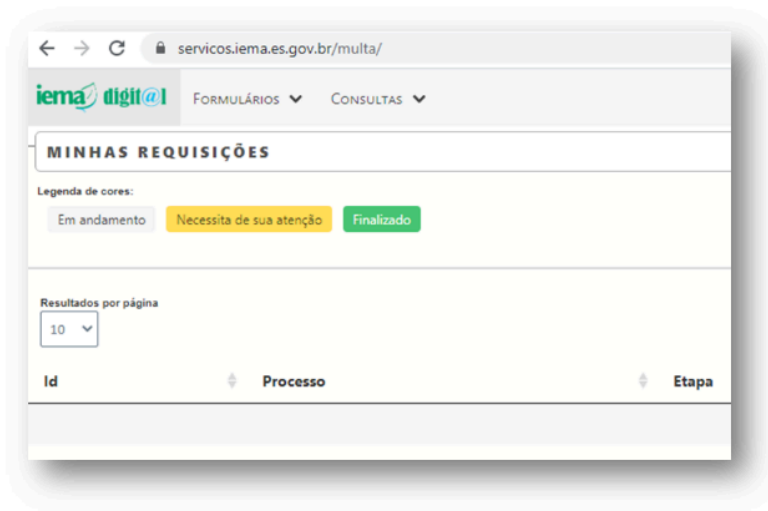 servicos.iema.es.gov.br/multa/
iema digit@l FORMULÁRIOS CONSULTAS
MINHAS REQUISIÇÕES
Legenda de cores:
Em andamento Necessita de sua atenção Finalizado
Resultados por página
10
Id Processo Etapa